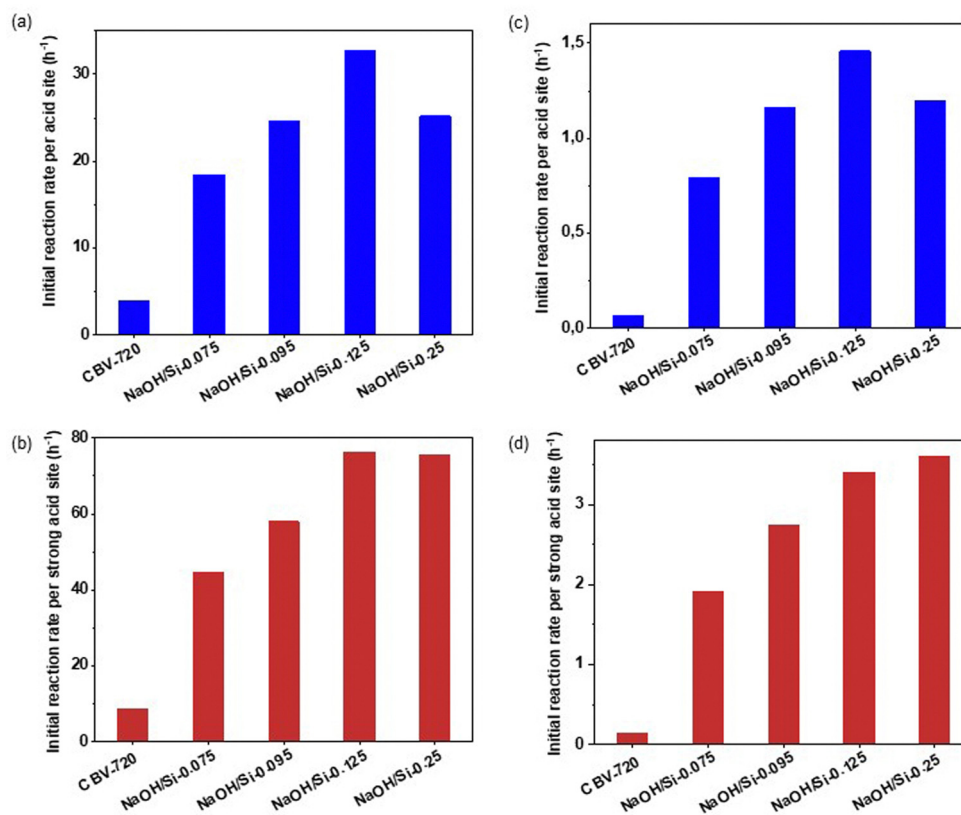 (a)
Initial reaction rate per acid site (h⁻¹)
30
20
10
0
CBV-720
NaOH/Si-0.075
NaOH/Si-0.095
NaOH/Si-0.125
NaOH/Si-0.25
(c)
Initial reaction rate per acid site (h⁻¹)
1,5
1,0
0,5
0,0
CBV-720
NaOH/Si-0.075
NaOH/Si-0.095
NaOH/Si-0.125
NaOH/Si-0.25
(b)
Initial reaction rate per strong acid site (h⁻¹)
80
60
40
20
0
CBV-720
NaOH/Si-0.075
NaOH/Si-0.095
NaOH/Si-0.125
NaOH/Si-0.25
(d)
Initial reaction rate per strong acid site (h⁻¹)
3
2
1
0
CBV-720
NaOH/Si-0.075
NaOH/Si-0.095
NaOH/Si-0.125
NaOH/Si-0.25